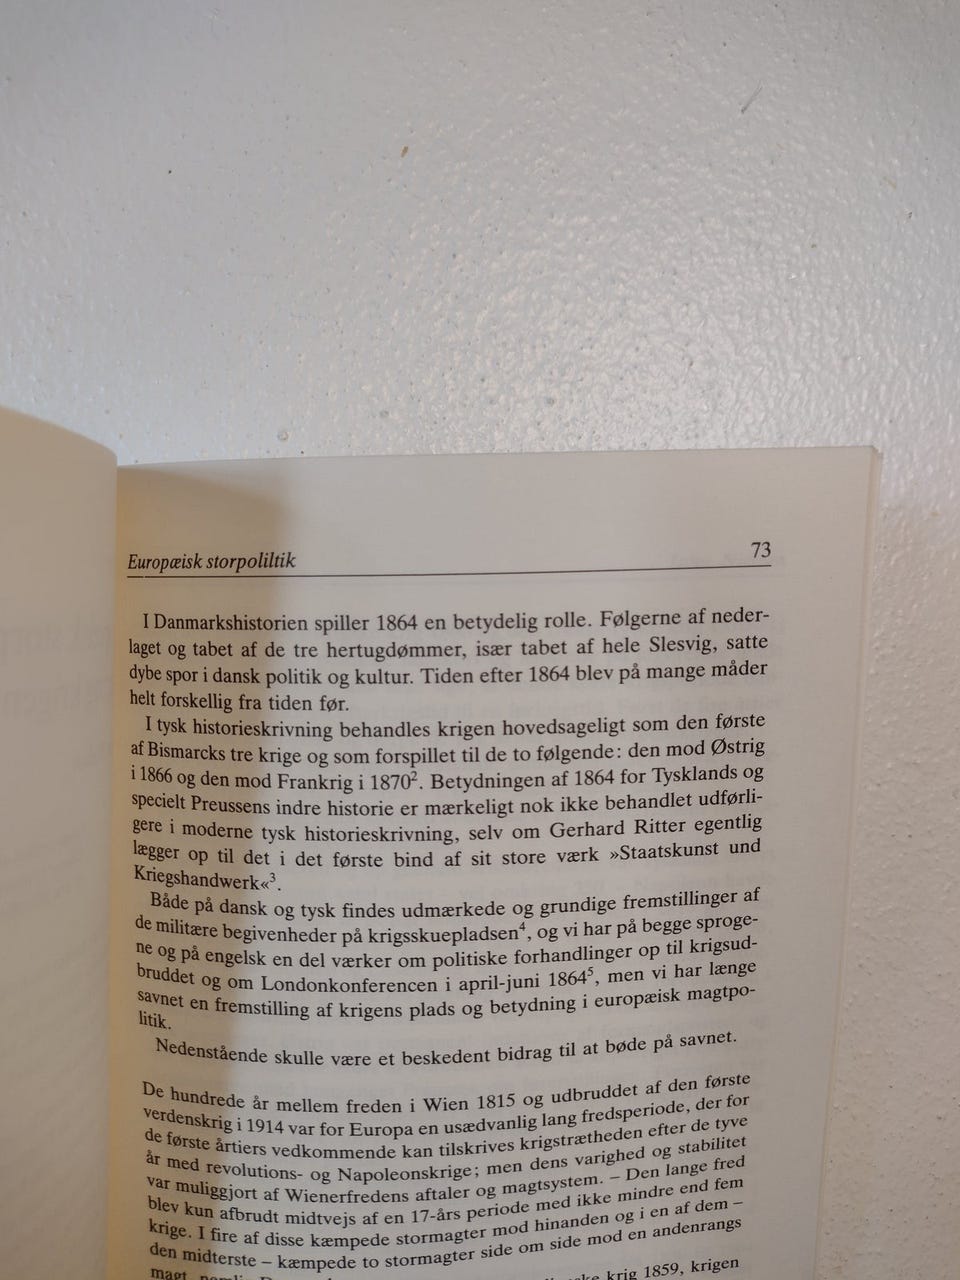 Europæisk storpoliltik
73
I Danmarkshistorien spiller 1864 en betydelig rolle. Følgerne af neder-
laget og tabet af de tre hertugdømmer, især tabet af hele Slesvig, satte
dybe spor i dansk politik og kultur. Tiden efter 1864 blev på mange måder
helt forskellig fra tiden før.
I tysk historieskrivning behandles krigen hovedsageligt som den første
af Bismarcks tre krige og som forspillet til de to følgende: den mod Østrig
i 1866 og den mod Frankrig i 1870². Betydningen af 1864 for Tysklands og
specielt Preussens indre historie er mærkeligt nok ikke behandlet udførli-
gere i moderne tysk historieskrivning, selv om Gerhard Ritter egentlig
lægger op til det i det første bind af sit store værk »Staatskunst und
Kriegshandwerk«³.
Både på dansk og tysk findes udmærkede og grundige fremstillinger af
de militære begivenheder på krigsskuepladsen⁴, og vi har på begge sproge-
ne og på engelsk en del værker om politiske forhandlinger op til krigsud-
bruddet og om Londonkonferencen i april-juni 1864⁵, men vi har længe
savnet en fremstilling af krigens plads og betydning i europæisk magtpo-
litik.
Nedenstående skulle være et beskedent bidrag til at bøde på savnet.
De hundrede år mellem freden i Wien 1815 og udbruddet af den første
verdenskrig i 1914 var for Europa en usædvanlig lang fredsperiode, der for
de første årtiers vedkommende kan tilskrives krigstrætheden efter de tyve
år med revolutions- og Napoleonskrige; men dens varighed og stabilitet
var muliggjort af Wienerfredens aftaler og magtsystem. – Den lange fred
blev kun afbrudt midtvejs af en 17-års periode med ikke mindre end fem
krige. I fire af disse kæmpede stormagter mod hinanden og i en af dem –
den midterste – kæmpede to stormagter side om side mod en andenrangs
magt krig 1859, krigen